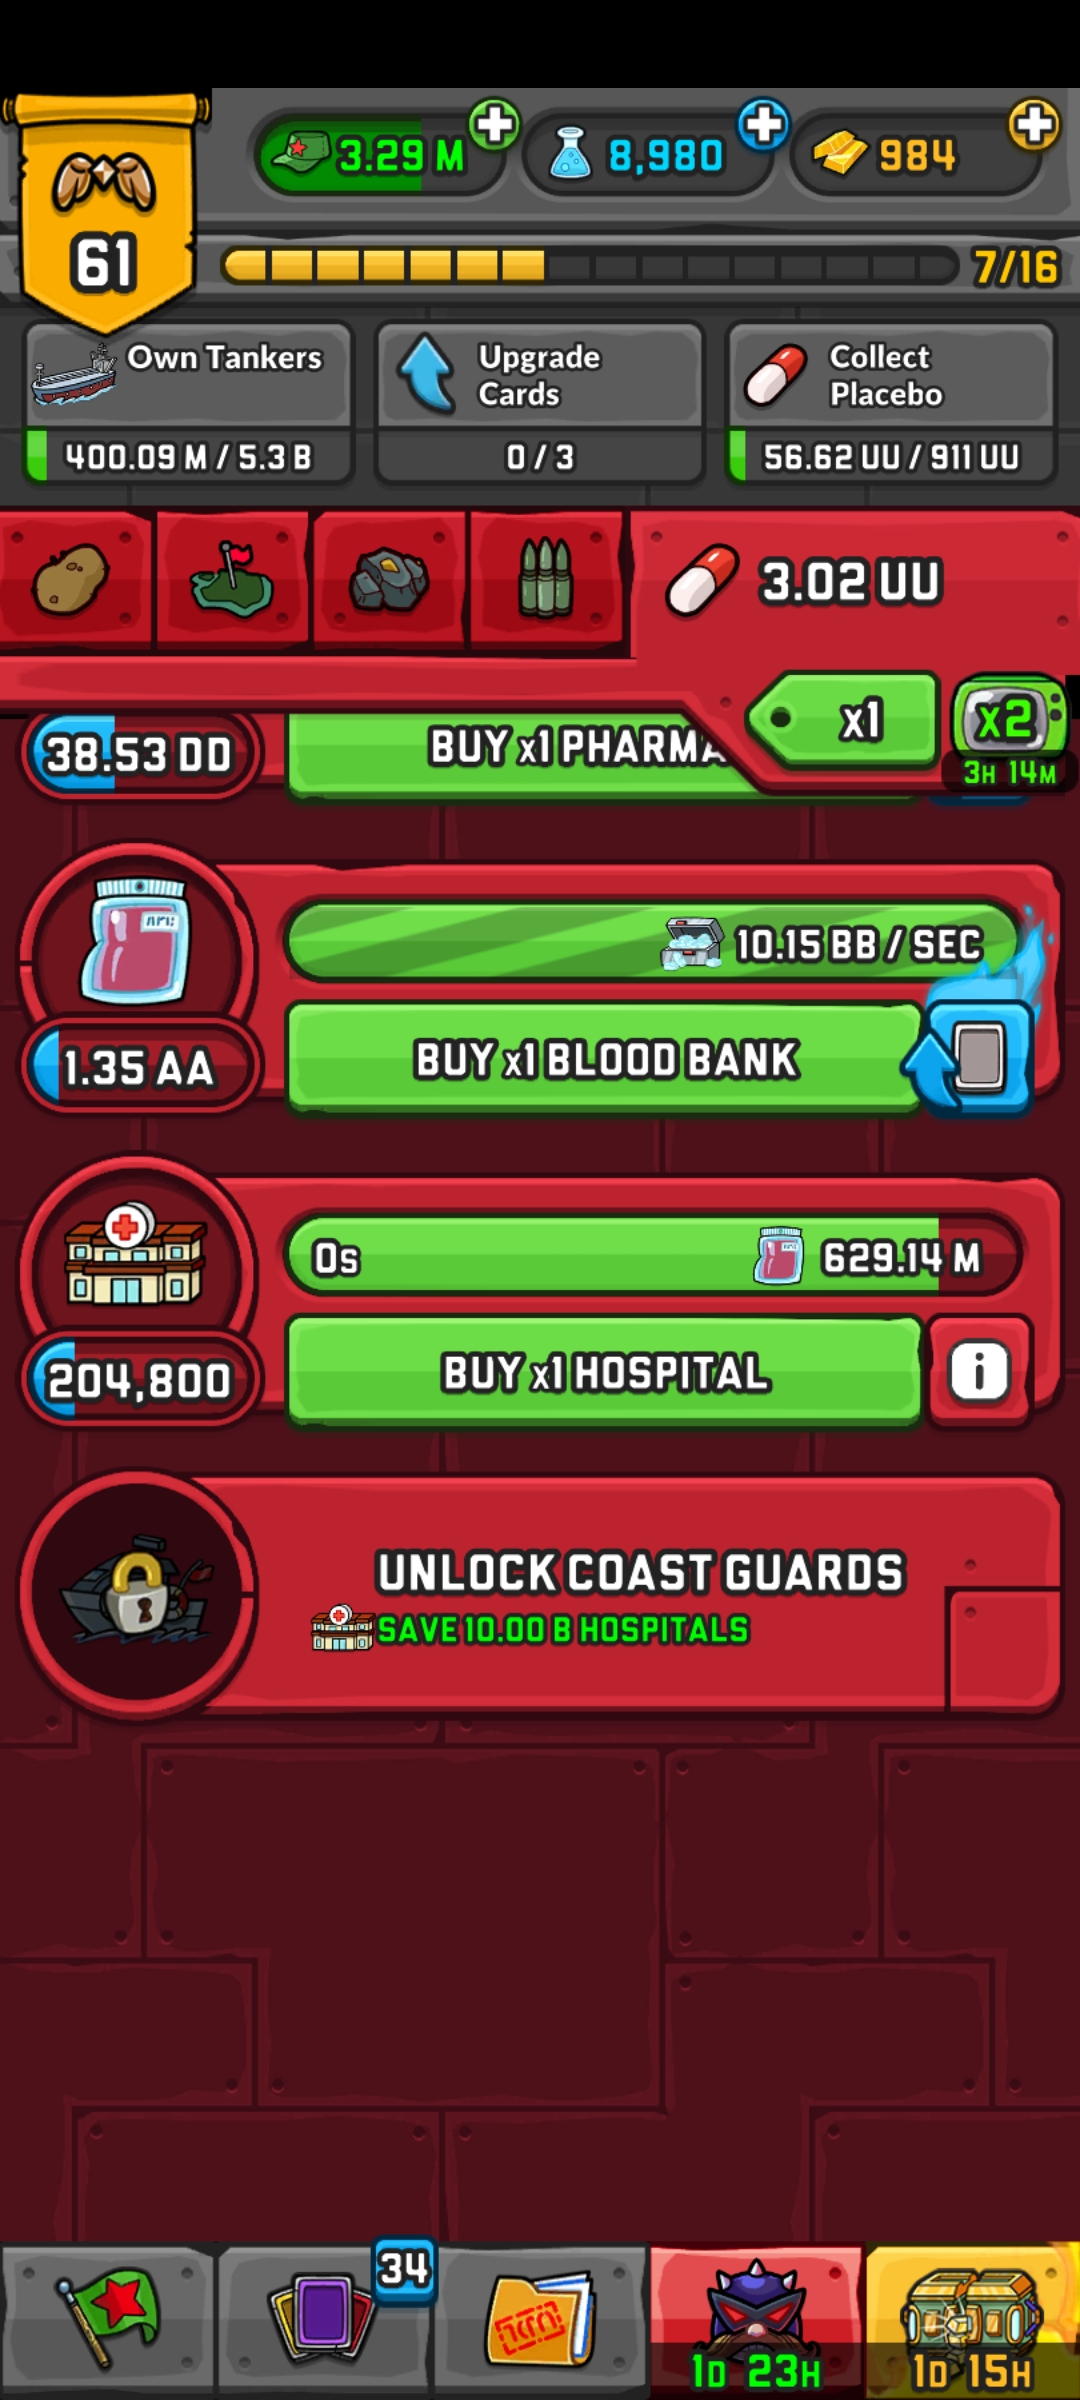 3.29 M
8,980
984
61
7/16
Own Tankers
400.09 M / 5.3 B
Upgrade
Cards
0 / 3
Collect
Placebo
56.62 UU / 911 UU
3.02 UU
x1
x2
3H 14M
38.53 DD
BUY x1 PHARMA
10.15 BB / SEC
1.35 AA
BUY x1 BLOOD BANK
0s
629.14 M
204,800
BUY x1 HOSPITAL
i
UNLOCK COAST GUARDS
SAVE 10.00 B HOSPITALS
34
1D 23H
1D 15H